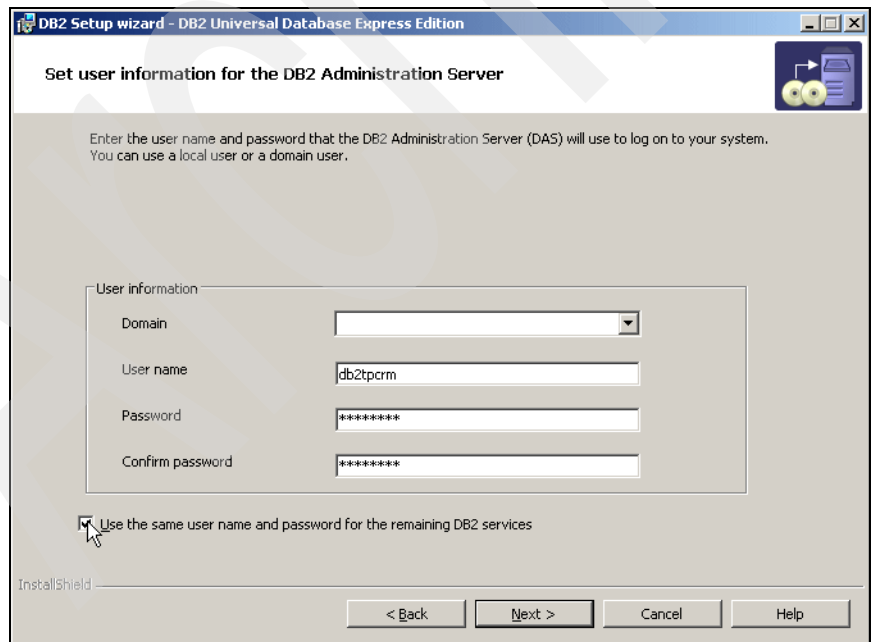 DB2 Setup wizard - DB2 Universal Database Express Edition
Set user information for the DB2 Administration Server
Enter the user name and password that the DB2 Administration Server (DAS) will use to log on to your system.
You can use a local user or a domain user.
User information
Domain
User name
db2tpcrm
Password
********
Confirm password
********
Use the same user name and password for the remaining DB2 services
InstallShield
< Back
Next >
Cancel
Help